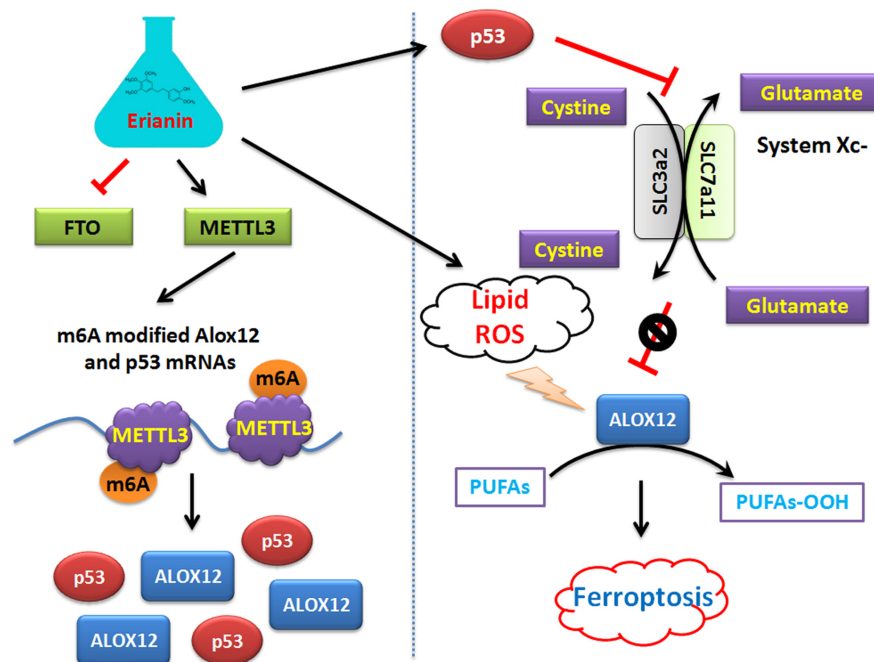 Erianin
FTO
METTL3
m6A modified Alox12
and p53 mRNAs
m6A
METTL3
METTL3
m6A
p53
p53
ALOX12
ALOX12
ALOX12
p53
p53
Cystine
Glutamate
SLC3a2
SLC7a11
System Xc-
Cystine
Glutamate
Lipid
ROS
ALOX12
PUFAs
PUFAs-OOH
Ferroptosis